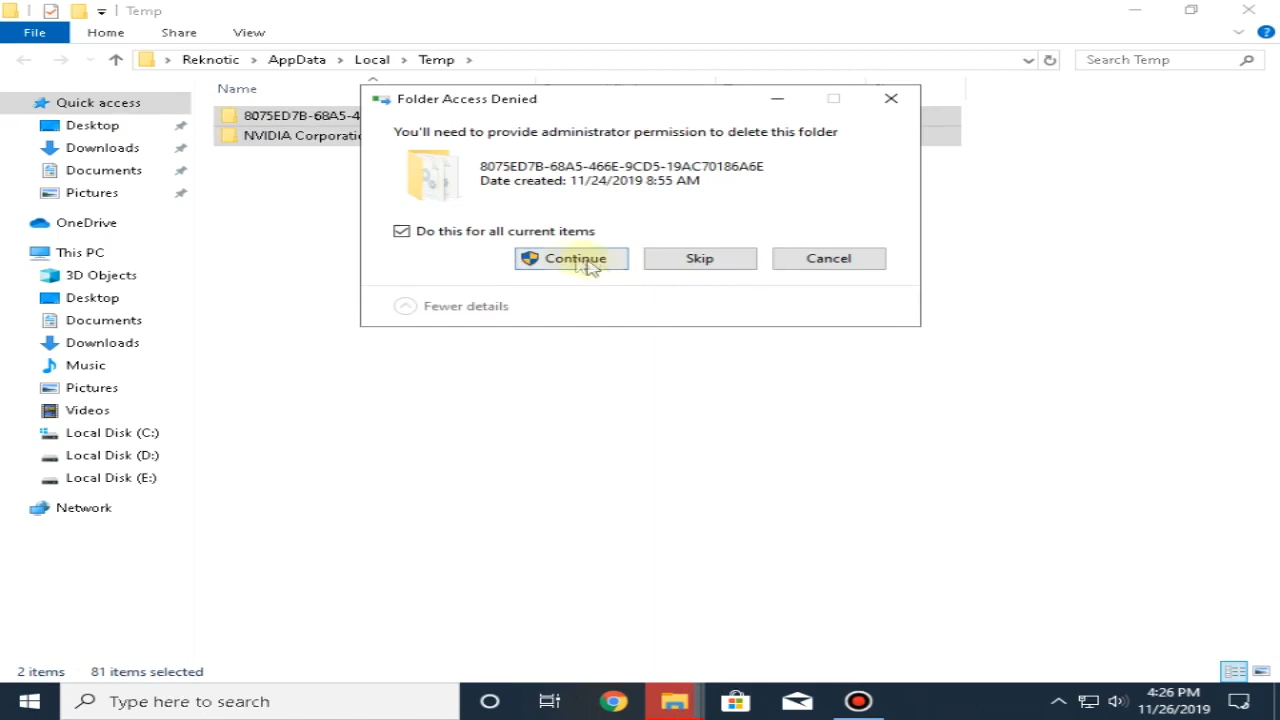 Temp
File Home Share View
Reknotic AppData Local Temp
Search Temp
Name
Quick access
Desktop
Downloads
Documents
Pictures
OneDrive
This PC
3D Objects
Desktop
Documents
Downloads
Music
Pictures
Videos
Local Disk (C:)
Local Disk (D:)
Local Disk (E:)
Network
8075ED7B-68A5-4
NVIDIA Corporati
Folder Access Denied
You'll need to provide administrator permission to delete this folder
8075ED7B-68A5-466E-9CD5-19AC70186A6E
Date created: 11/24/2019 8:55 AM
Do this for all current items
Continue Skip Cancel
Fewer details
2 items 81 items selected
Type here to search
4:26 PM
11/26/2019